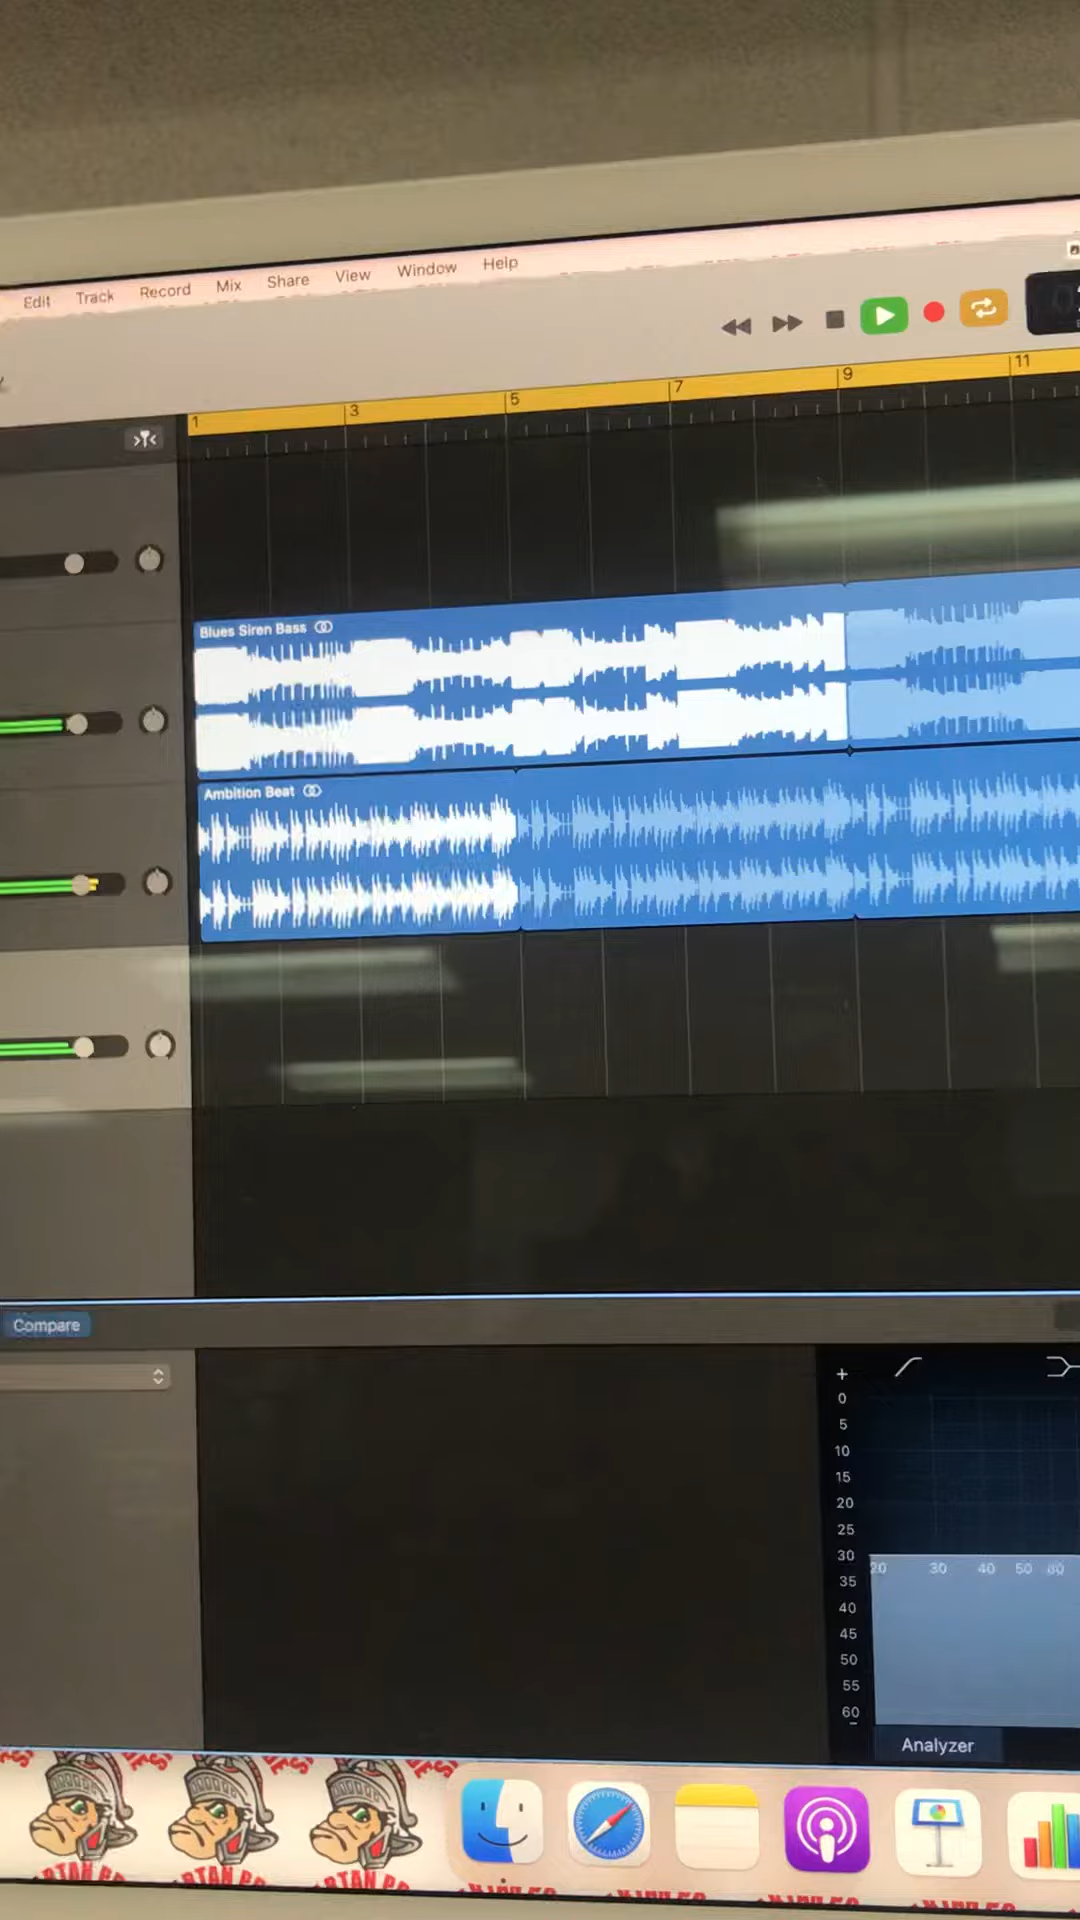 Edit Track Record Mix Share View Window Help
1 3 5 7 9 11
Blues Siren Bass
Ambition Beat
Compare
+
0
5
10
15
20
25
30
35
40
45
50
55
60
-
20 30 40 50 60
Analyzer